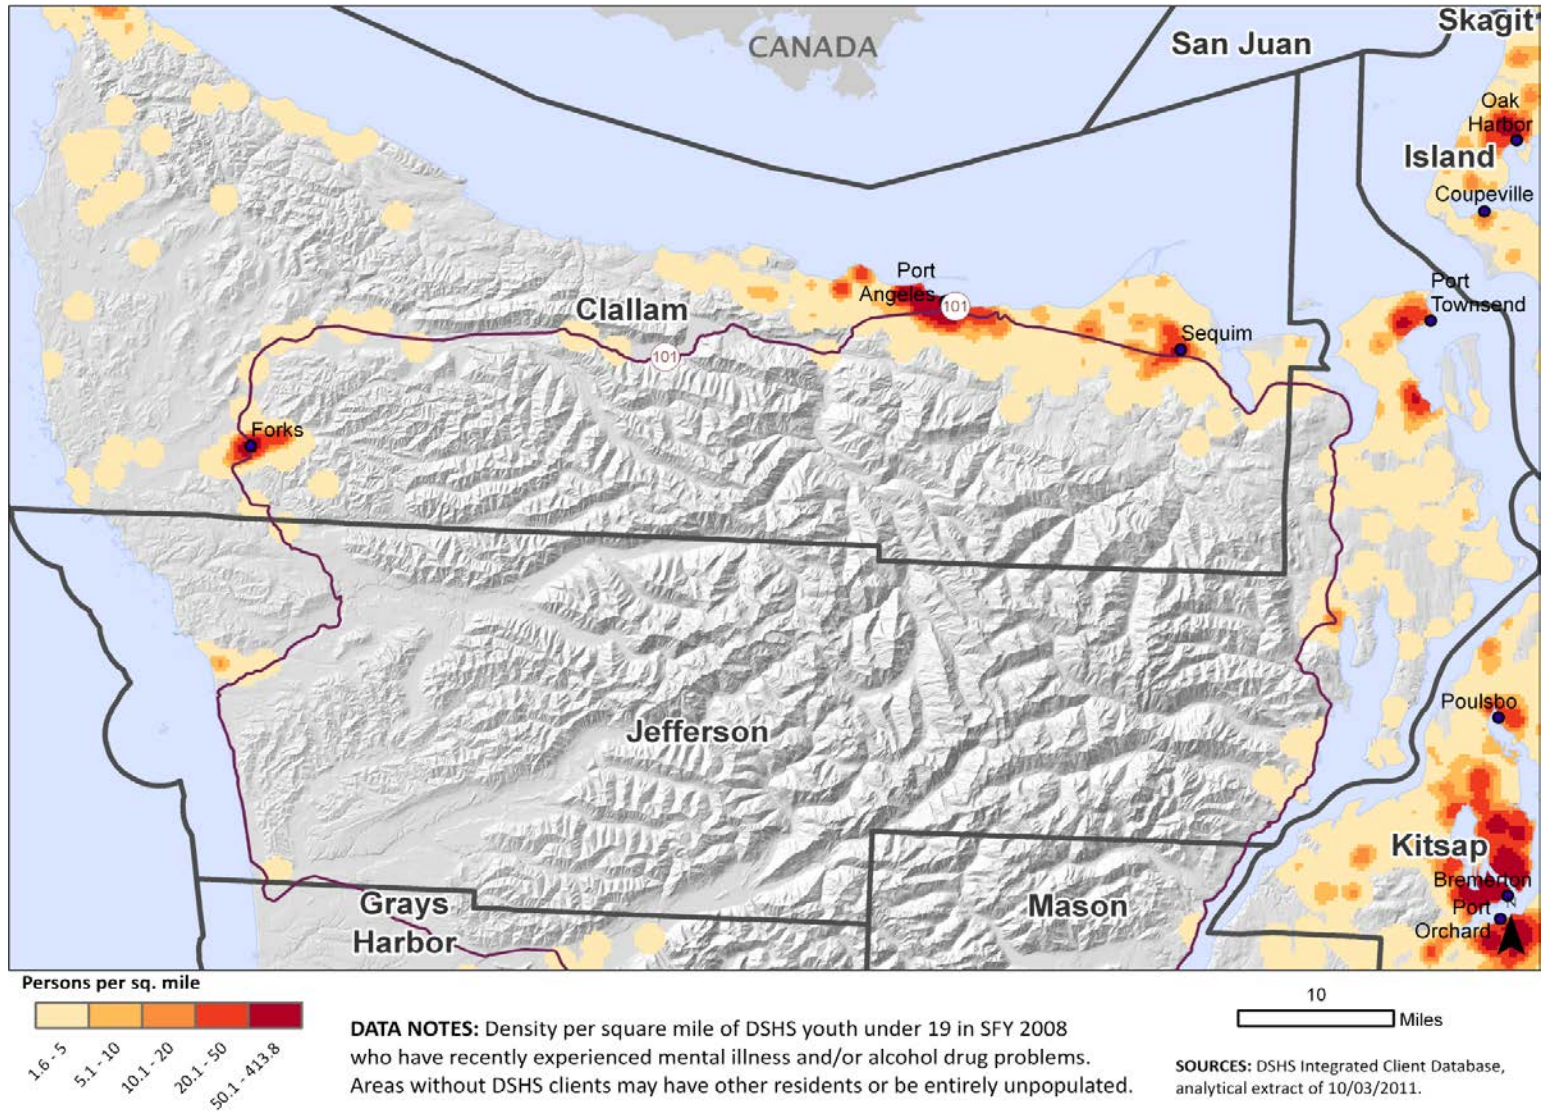 Skagit
CANADA
San Juan
Oak
Harbor
Island
Coupeville
Port
Angeles
101
Port
Townsend
Clallam
Sequim
101
Forks
Jefferson
Poulsbo
Kitsap
Bremerton
Grays
Harbor
Mason
Port
Orchard
N
Persons per sq. mile
1.6 - 5
5.1 - 10
10.1 - 20
20.1 - 50
50.1 - 413.8
DATA NOTES: Density per square mile of DSHS youth under 19 in SFY 2008
who have recently experienced mental illness and/or alcohol drug problems.
Areas without DSHS clients may have other residents or be entirely unpopulated.
10
Miles
SOURCES: DSHS Integrated Client Database,
analytical extract of 10/03/2011.